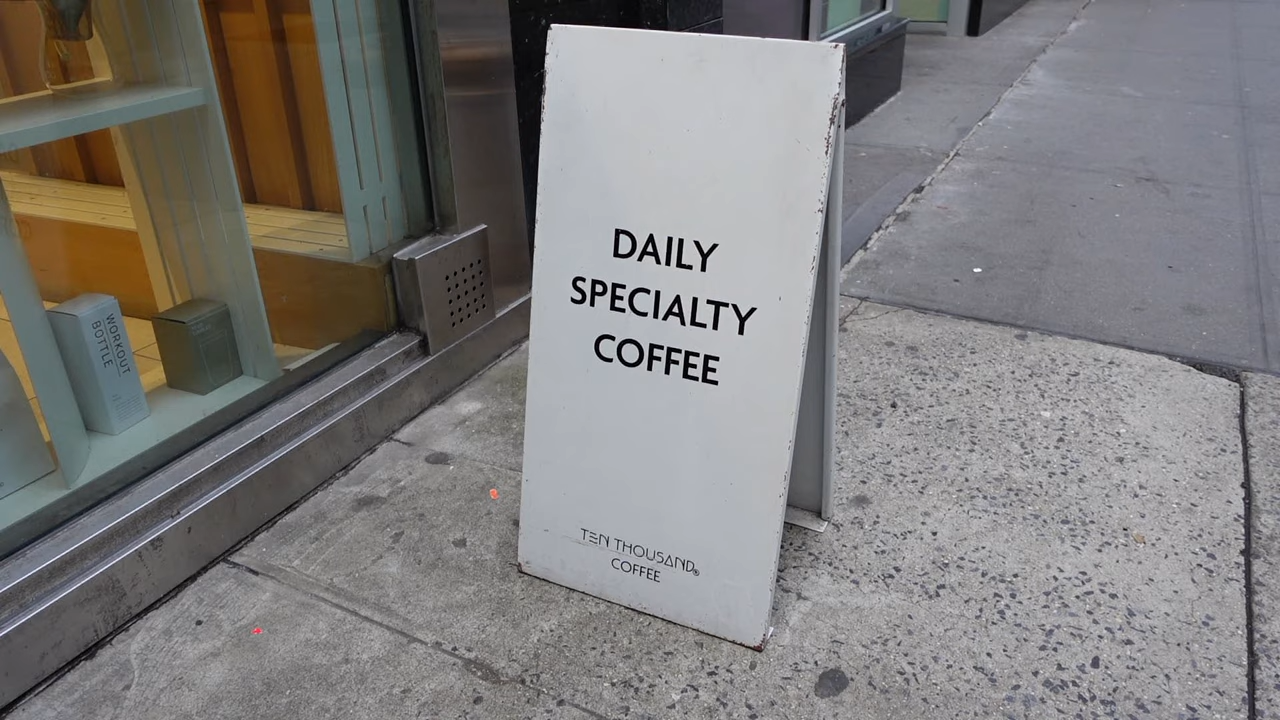 DAILY
SPECIALTY
COFFEE
TEN THOUSAND®
COFFEE
WORKOUT
BOTTLE